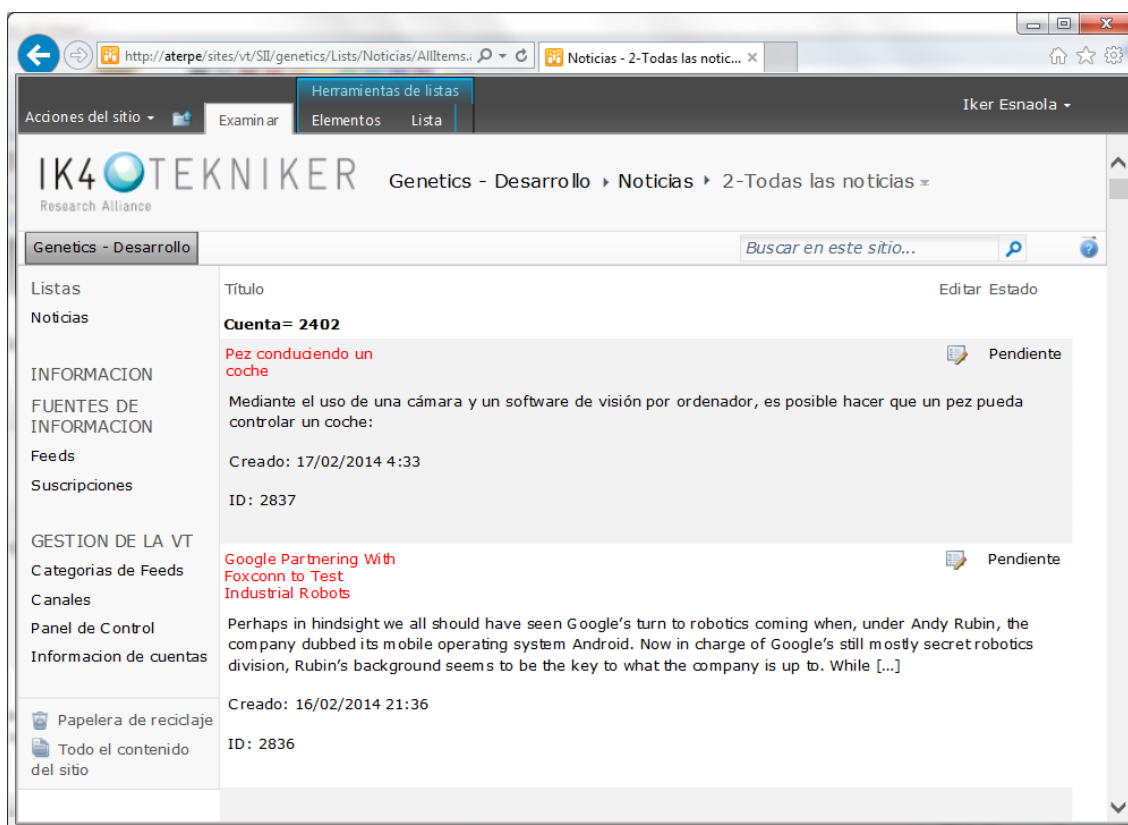 http://aterpe/sites/vt/SII/genetics/Lists/Noticias/AllItems.
Noticias - 2-Todas las notic...
Herramientas de listas
Iker Esnaola
Acciones del sitio
Examinar
Elementos
Lista
IK4 TEKNIKER
Research Alliance
Genetics - Desarrollo
Noticias
2-Todas las noticias
Genetics - Desarrollo
Buscar en este sitio...
Listas
Noticias
INFORMACION
FUENTES DE
INFORMACION
Feeds
Suscripciones
GESTION DE LA VT
Categorias de Feeds
Canales
Panel de Control
Informacion de cuentas
Papelera de reciclaje
Todo el contenido
del sitio
Título
Editar Estado
Cuenta= 2402
Pez conduciendo un
coche
Pendiente
Mediante el uso de una cámara y un software de visión por ordenador, es posible hacer que un pez pueda
controlar un coche:
Creado: 17/02/2014 4:33
ID: 2837
Google Partnering With
Foxconn to Test
Industrial Robots
Pendiente
Perhaps in hindsight we all should have seen Google's turn to robotics coming when, under Andy Rubin, the
company dubbed its mobile operating system Android. Now in charge of Google's still mostly secret robotics
division, Rubin's background seems to be the key to what the company is up to. While [...]
Creado: 16/02/2014 21:36
ID: 2836